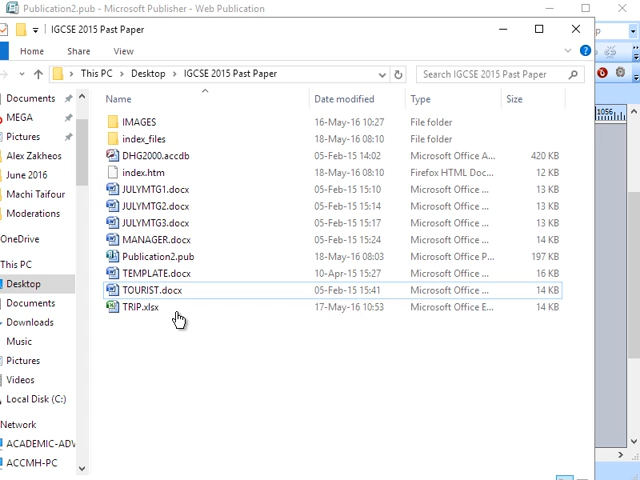 Publication2.pub - Microsoft Publisher - Web Publication
IGCSE 2015 Past Paper
Home Share View
This PC Desktop IGCSE 2015 Past Paper Search IGCSE 2015 Past Paper
Name Date modified Type Size
IMAGES 16-May-16 10:27 File folder
index_files 18-May-16 08:10 File folder
DHG2000.accdb 05-Feb-15 14:02 Microsoft Office A... 420 KB
index.htm 18-May-16 08:10 Firefox HTML Doc... 12 KB
JULYMTG1.docx 05-Feb-15 15:10 Microsoft Office ... 13 KB
JULYMTG2.docx 05-Feb-15 15:14 Microsoft Office ... 13 KB
JULYMTG3.docx 05-Feb-15 15:17 Microsoft Office ... 13 KB
MANAGER.docx 05-Feb-15 15:24 Microsoft Office ... 14 KB
Publication2.pub 18-May-16 08:03 Microsoft Office P... 197 KB
TEMPLATE.docx 10-Apr-15 15:27 Microsoft Office ... 16 KB
TOURIST.docx 05-Feb-15 15:41 Microsoft Office ... 14 KB
TRIP.xlsx 17-May-16 10:53 Microsoft Office E... 14 KB
Documents
MEGA
Pictures
Alex Zakheos
June 2016
Machi Taifour
Moderations
OneDrive
This PC
Desktop
Documents
Downloads
Music
Pictures
Videos
Local Disk (C:)
Network
ACADEMIC-ADV
ACCMH-PC